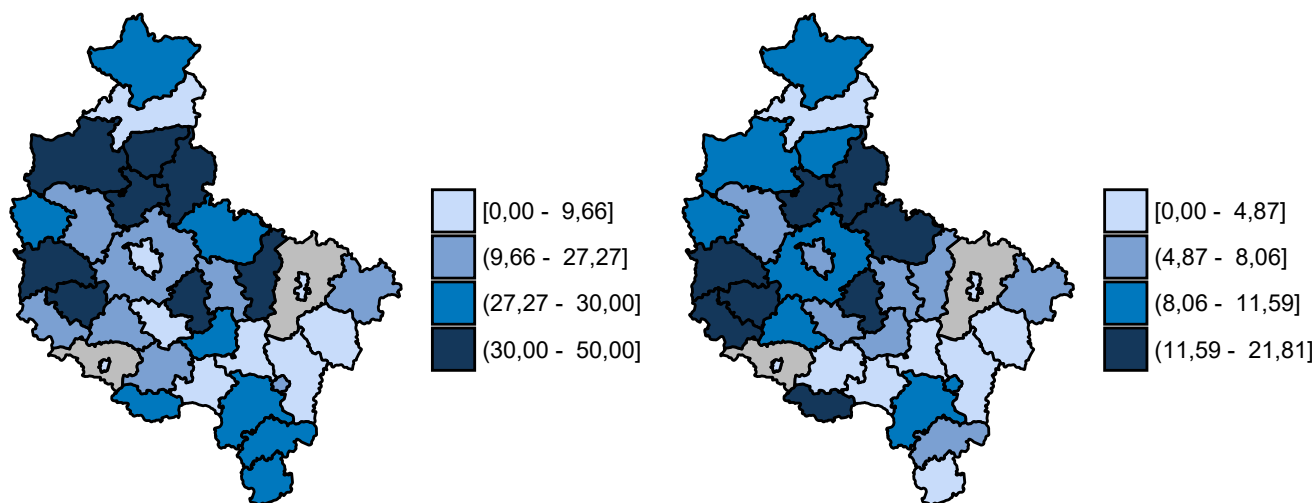 [0,00 - 9,66]
(9,66 - 27,27]
(27,27 - 30,00]
(30,00 - 50,00]
[0,00 - 4,87]
(4,87 - 8,06]
(8,06 - 11,59]
(11,59 - 21,81]